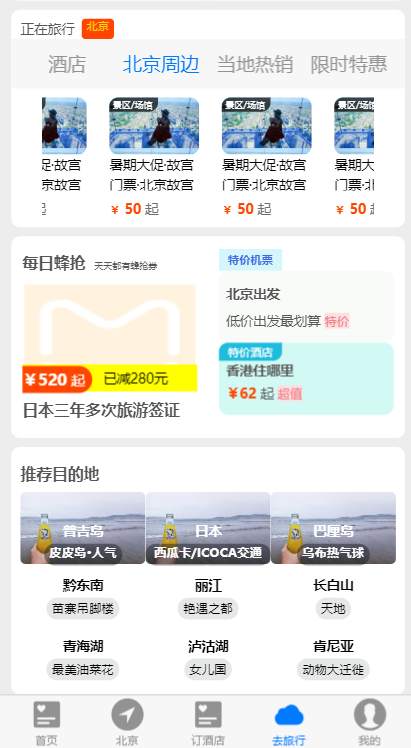 正在旅行 北京
酒店 北京周边 当地热销 限时特惠
景区/场馆 景区/场馆 景区/场馆
促·故宫 暑期大促·故宫 暑期大促·故宫 暑期大
京故宫 门票·北京故宫 门票·北京故宫 门票·北
起 ¥ 50 起 ¥ 50 起 ¥ 50 起
每日蜂抢 天天都有蜂抢券
¥520 起 已减280元
日本三年多次旅游签证
特价机票
北京出发
低价出发最划算 特价
特价酒店
香港住哪里
¥62 起 超值
推荐目的地
普吉岛 日本 巴厘岛
皮皮岛·人气 西瓜卡/ICOCA交通 乌布热气球
黔东南 丽江 长白山
苗寨吊脚楼 艳遇之都 天地
青海湖 泸沽湖 肯尼亚
最美油菜花 女儿国 动物大迁徙
首页 北京 订酒店 去旅行 我的